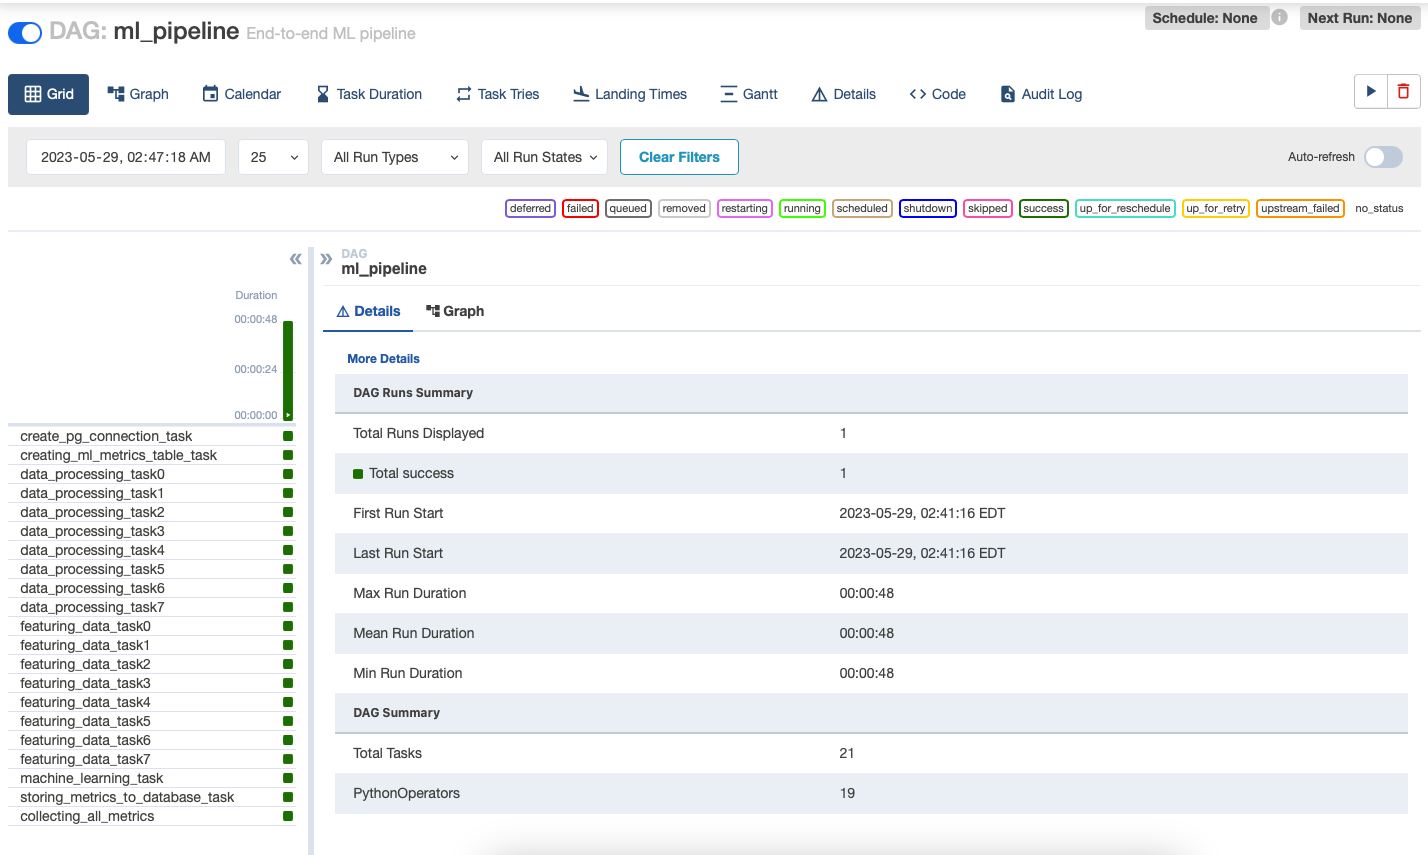 DAG: ml_pipeline End-to-end ML pipeline
Schedule: None
Next Run: None
Grid
Graph
Calendar
Task Duration
Task Tries
Landing Times
Gantt
Details
Code
Audit Log
2023-05-29, 02:47:18 AM
25
All Run Types
All Run States
Clear Filters
Auto-refresh
deferred
failed
queued
removed
restarting
running
scheduled
shutdown
skipped
success
up_for_reschedule
up_for_retry
upstream_failed
no_status
Duration
00:00:48
00:00:24
00:00:00
create_pg_connection_task
creating_ml_metrics_table_task
data_processing_task0
data_processing_task1
data_processing_task2
data_processing_task3
data_processing_task4
data_processing_task5
data_processing_task6
data_processing_task7
featuring_data_task0
featuring_data_task1
featuring_data_task2
featuring_data_task3
featuring_data_task4
featuring_data_task5
featuring_data_task6
featuring_data_task7
machine_learning_task
storing_metrics_to_database_task
collecting_all_metrics
DAG
ml_pipeline
Details
Graph
More Details
DAG Runs Summary
Total Runs Displayed 1
Total success 1
First Run Start 2023-05-29, 02:41:16 EDT
Last Run Start 2023-05-29, 02:41:16 EDT
Max Run Duration 00:00:48
Mean Run Duration 00:00:48
Min Run Duration 00:00:48
DAG Summary
Total Tasks 21
PythonOperators 19